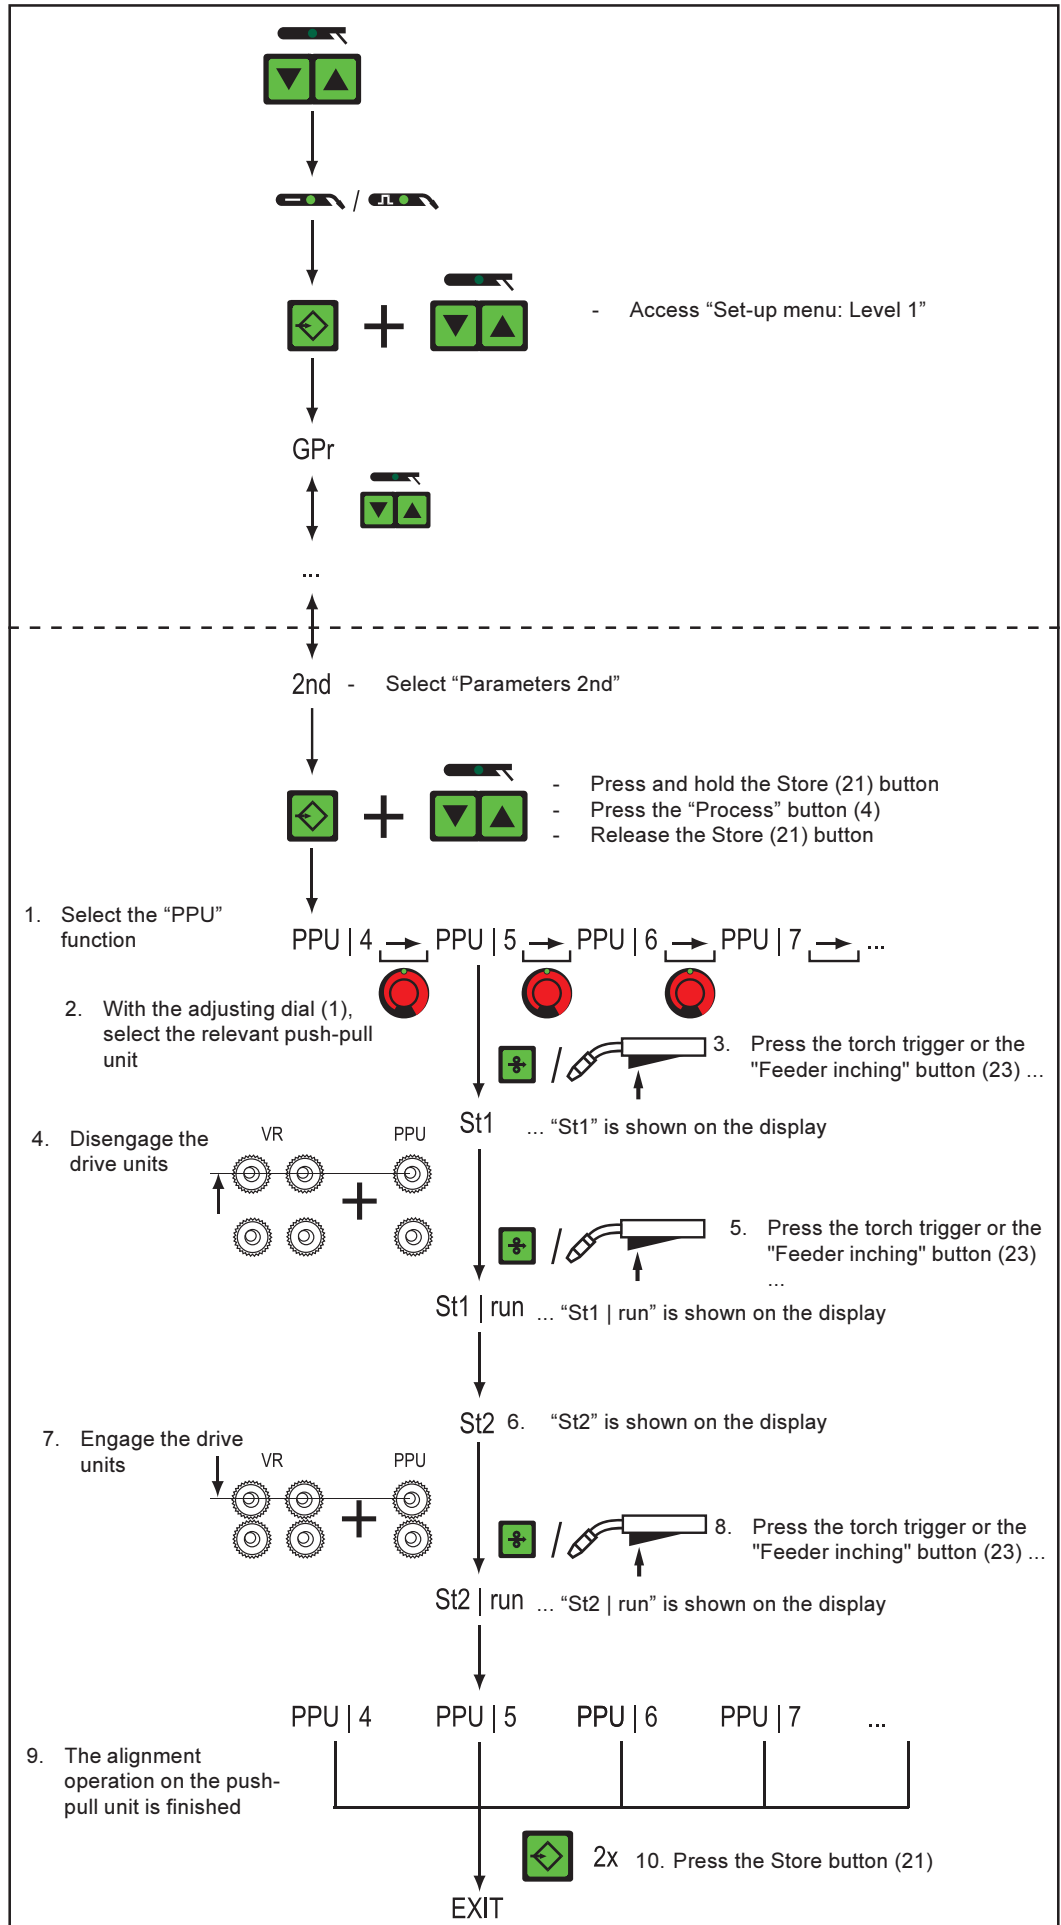 /
+
- Access “Set-up menu: Level 1”
GPr
...
2nd - Select “Parameters 2nd”
+
- Press and hold the Store (21) button
- Press the “Process” button (4)
- Release the Store (21) button
1. Select the “PPU”
function
PPU | 4 PPU | 5 PPU | 6 PPU | 7 ...
2. With the adjusting dial (1),
select the relevant push-pull
unit
/
3. Press the torch trigger or the
"Feeder inching" button (23) ...
St1 ... “St1” is shown on the display
4. Disengage the
drive units
VR PPU
+
/
5. Press the torch trigger or the
"Feeder inching" button (23)
...
St1 | run ... “St1 | run” is shown on the display
St2 6. “St2” is shown on the display
7. Engage the drive
units
VR PPU
+
/
8. Press the torch trigger or the
"Feeder inching" button (23) ...
St2 | run ... “St2 | run” is shown on the display
PPU | 4 PPU | 5 PPU | 6 PPU | 7 ...
9. The alignment
operation on the push-
pull unit is finished
2x 10. Press the Store button (21)
EXIT